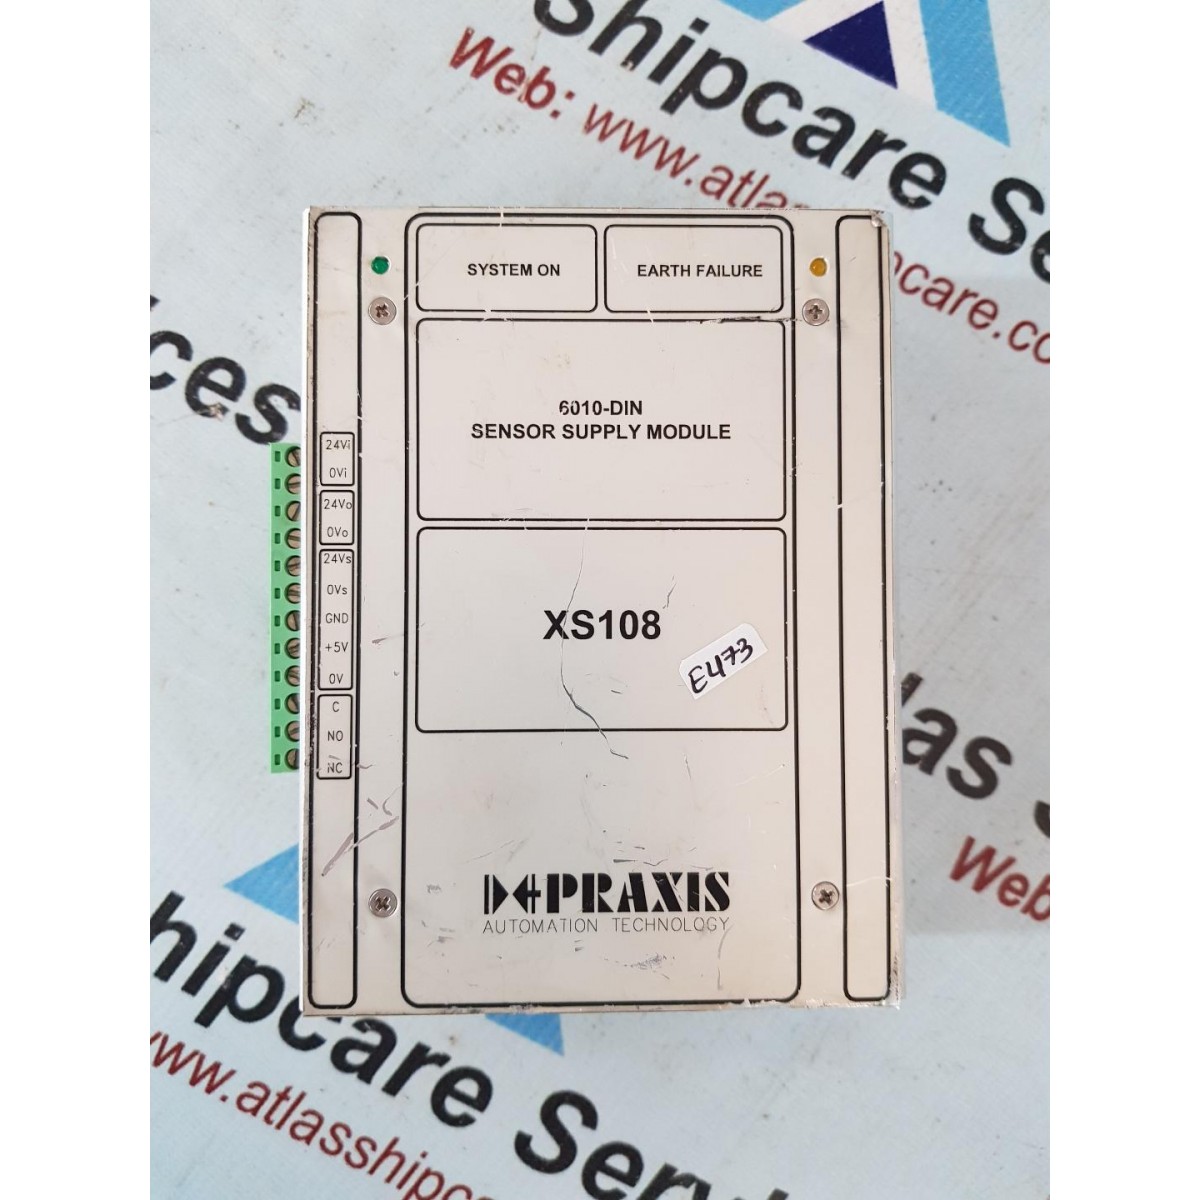 Shipcare Se
Web: www.atlas
care.co
ces
SYSTEM ON
EARTH FAILURE
6010-DIN
SENSOR SUPPLY MODULE
24Vi
0Vi
24Vo
0Vo
24Vs
0Vs
GND
+5V
0V
C
NO
NC
XS108
E473
PRAXIS
AUTOMATION TECHNOLOGY
las S
Web
hipcare Serv
www.atlasshipc